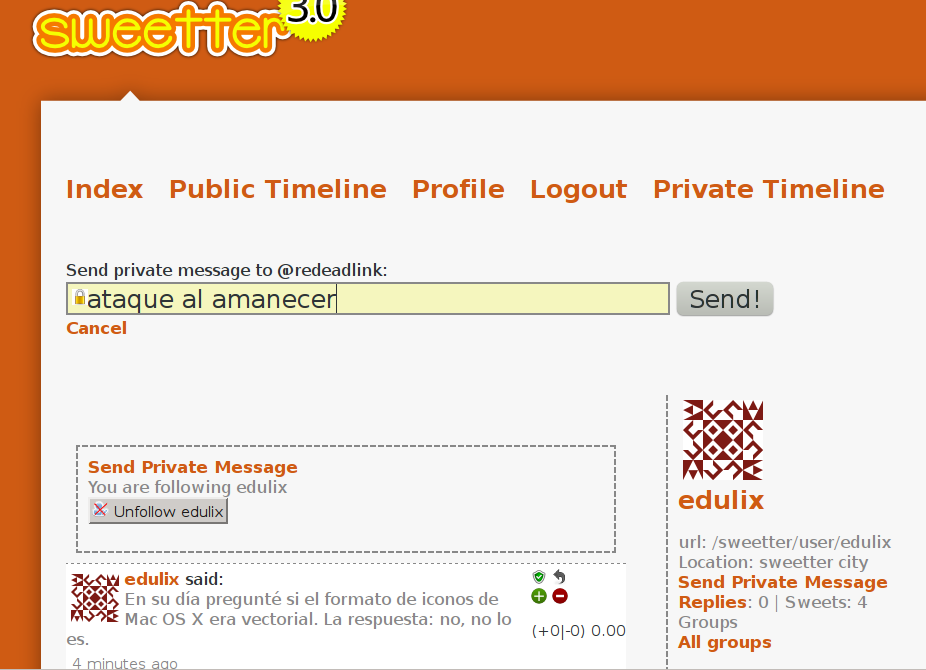 sweetter 3.0
Index Public Timeline Profile Logout Private Timeline
Send private message to @redeadlink:
ataque al amanecer Send!
Cancel
Send Private Message
You are following edulix
Unfollow edulix
edulix said:
En su día pregunté si el formato de iconos de
Mac OS X era vectorial. La respuesta: no, no lo
es.
(+0|-0) 0.00
4 minutes ago
edulix
url: /sweetter/user/edulix
Location: sweetter city
Send Private Message
Replies: 0 | Sweets: 4
Groups
All groups